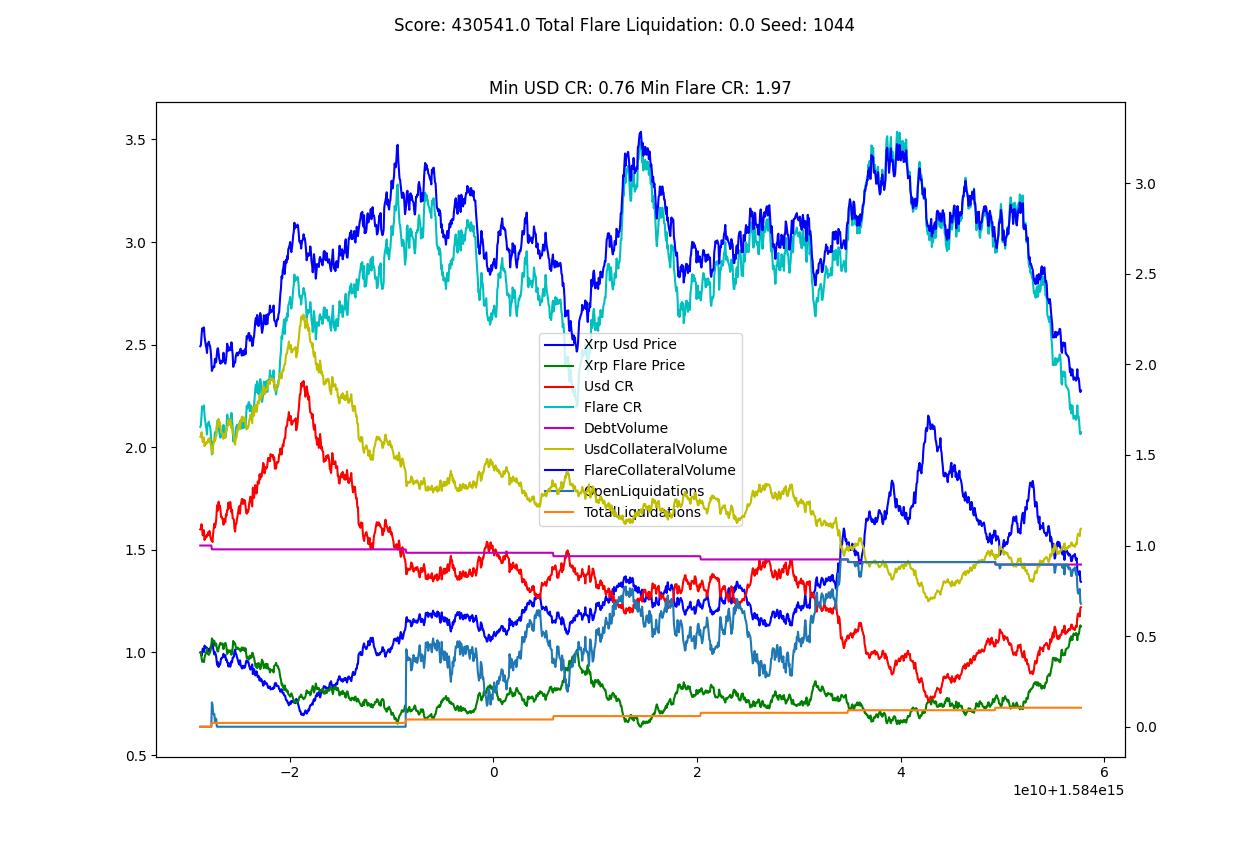 Score: 430541.0 Total Flare Liquidation: 0.0 Seed: 1044
Min USD CR: 0.76 Min Flare CR: 1.97
3.5
3.0
2.5
2.0
1.5
1.0
0.5
3.0
2.5
2.0
1.5
1.0
0.5
0.0
Xrp Usd Price
Xrp Flare Price
Usd CR
Flare CR
DebtVolume
UsdCollateralVolume
FlareCollateralVolume
OpenLiquidations
TotalLiquidations
−2 0 2 4 6
1e10+1.584e15